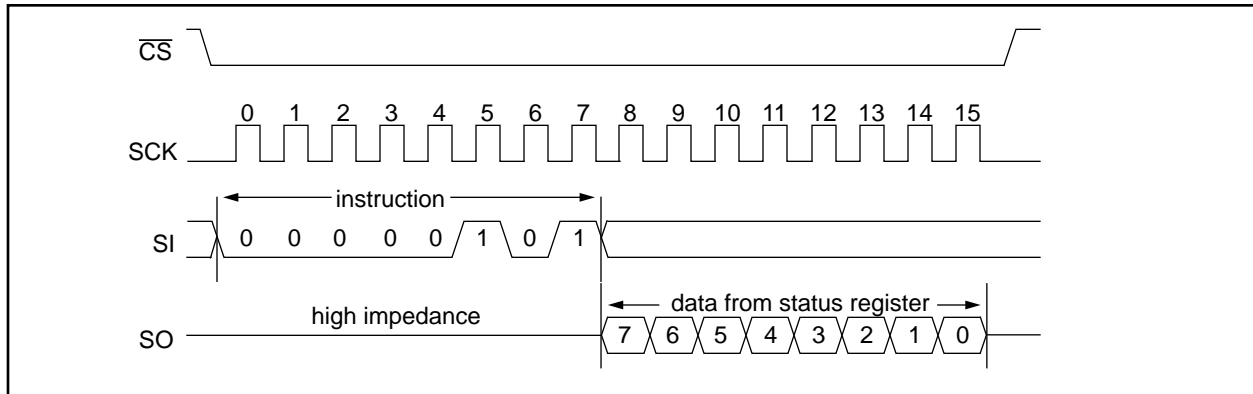 CS
0 1 2 3 4 5 6 7 8 9 10 11 12 13 14 15
SCK
instruction
SI 0 0 0 0 0 1 0 1
high impedance
data from status register
SO 7 6 5 4 3 2 1 0